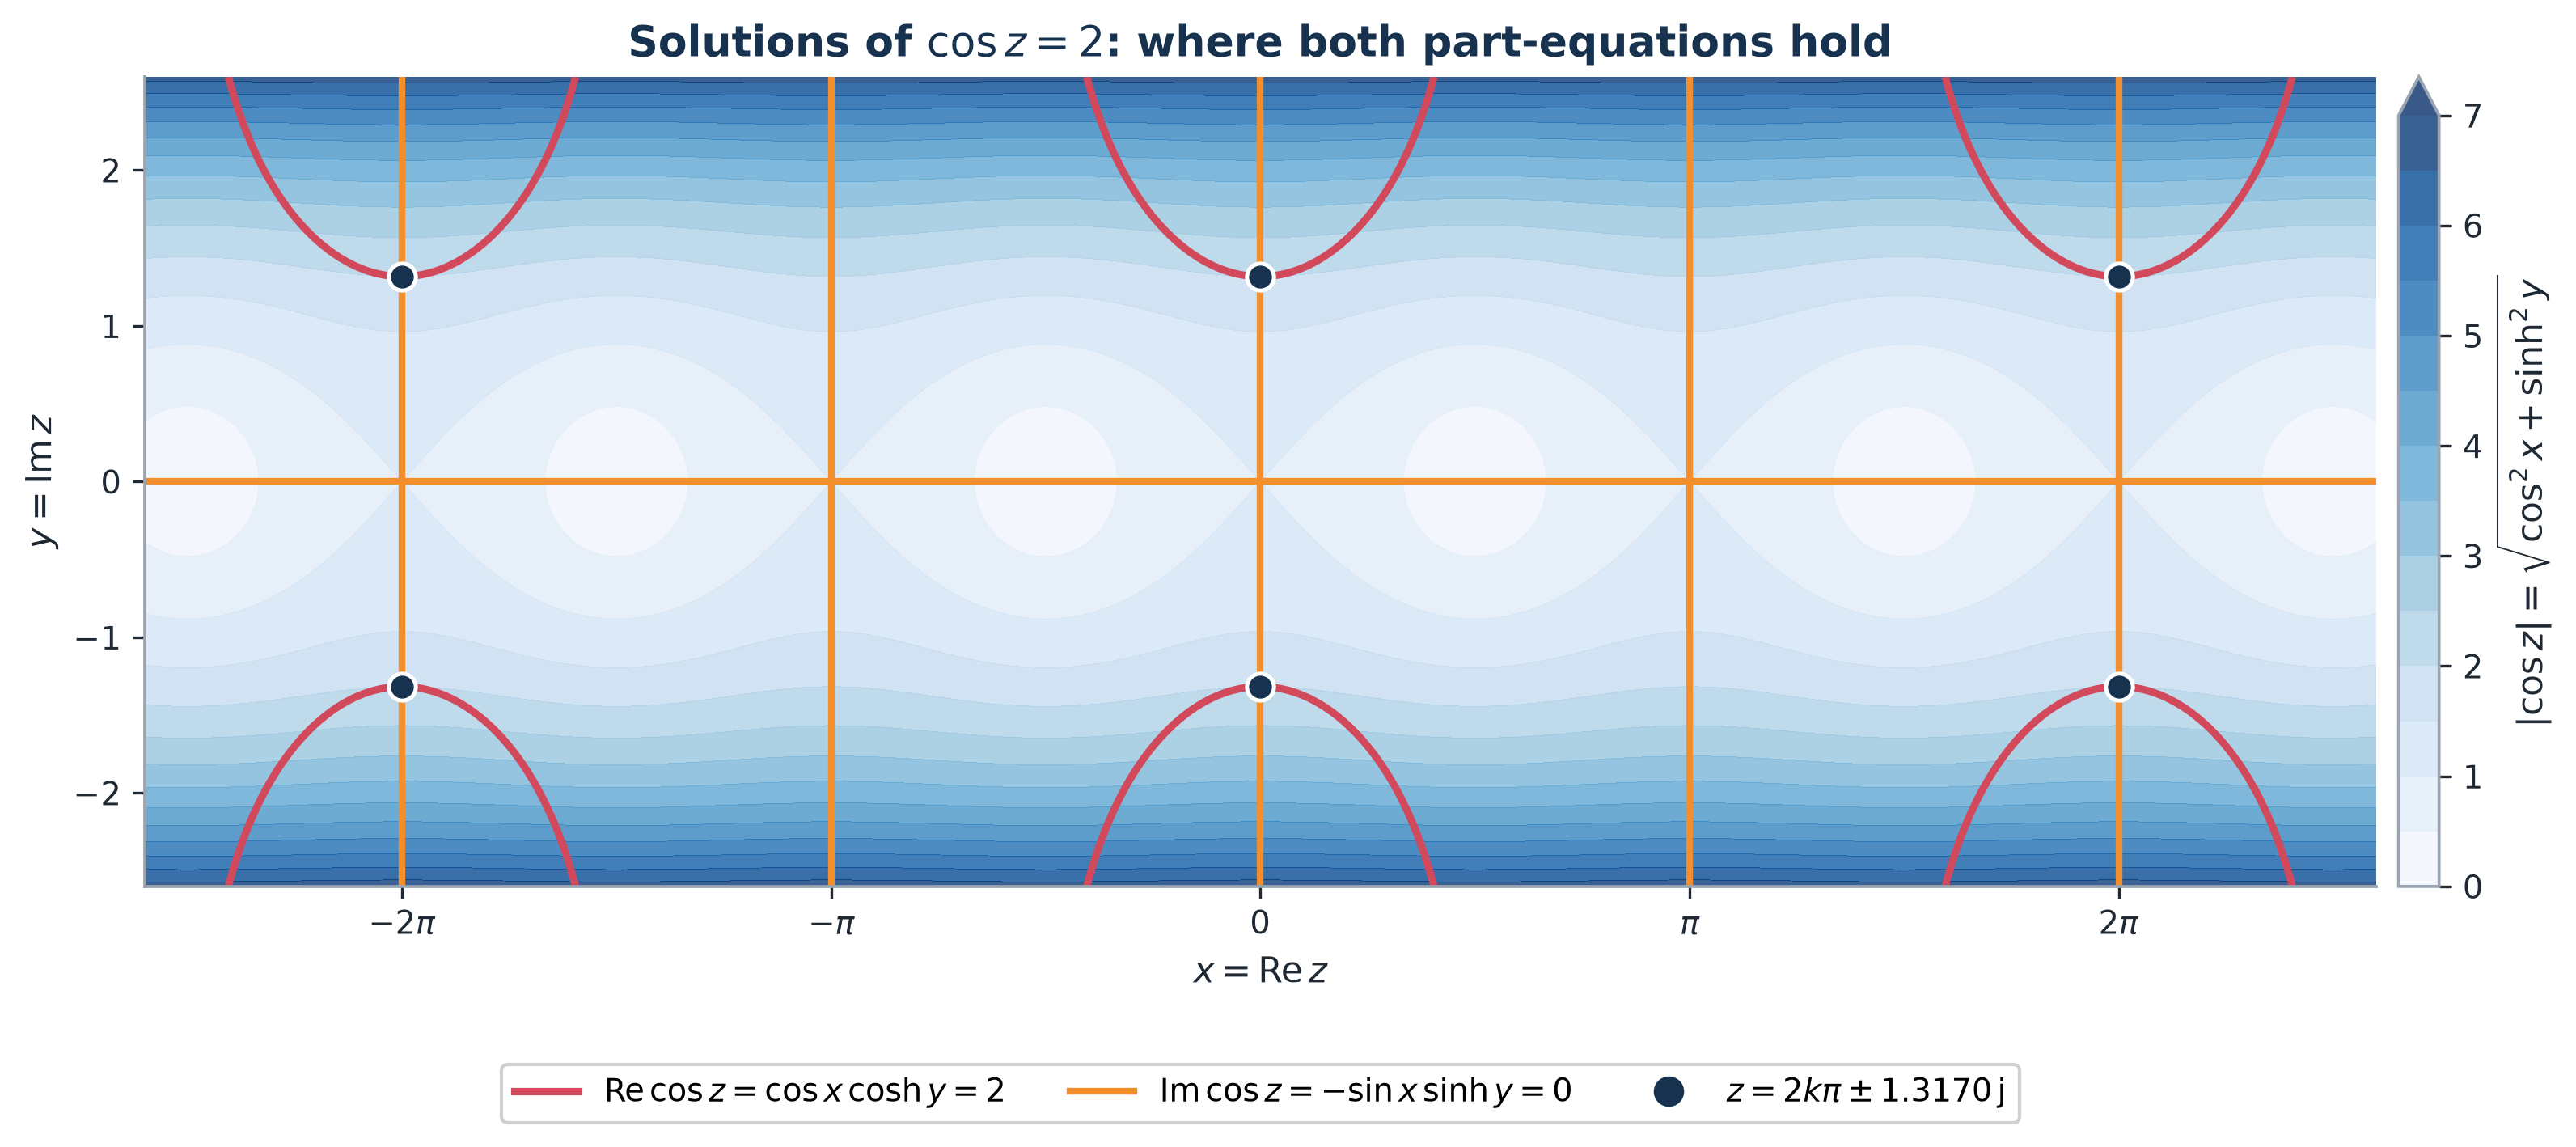 Solutions of cos z = 2: where both part-equations hold
y = Im z
2
1
0
−1
−2
−2π
−π
0
π
2π
x = Re z
7
6
5
4
3
2
1
0
|cos z| = √(cos² x + sinh² y)
Re cos z = cos x cosh y = 2
Im cos z = −sin x sinh y = 0
z = 2kπ ± 1.3170 j